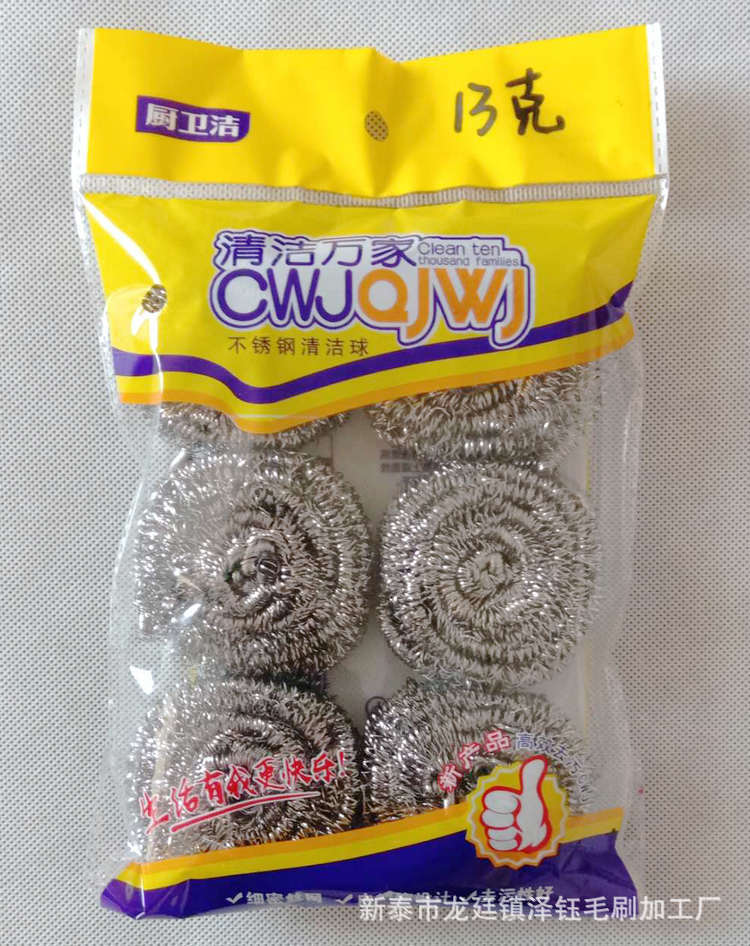 厨卫洁
13克
清洁万家
Clean ten
thousand families
CWJQJWJ
不锈钢清洁球
生活有我更快乐!
新产品
新泰市龙廷镇泽钰毛刷加工厂